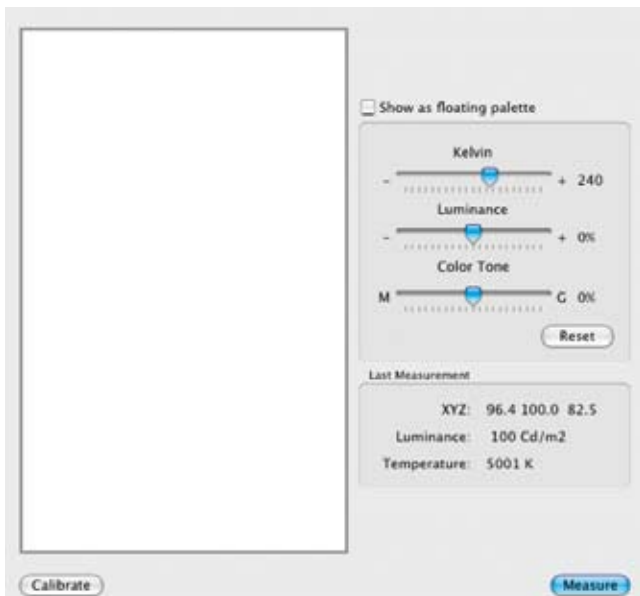 Show as floating palette
Kelvin
- + 240
Luminance
- + 0%
Color Tone
M G 0%
Reset
Last Measurement
XYZ: 96.4 100.0 82.5
Luminance: 100 Cd/m2
Temperature: 5001 K
Calibrate Measure